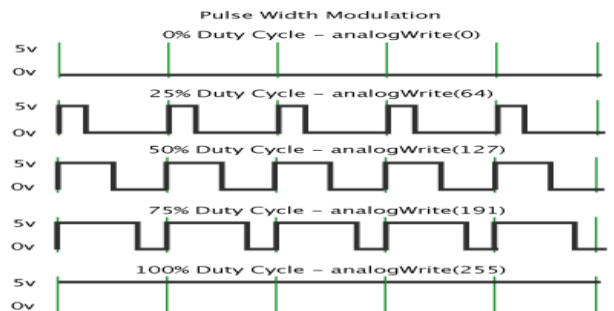 Pulse Width Modulation
0% Duty Cycle – analogWrite(0)
5v
0v
25% Duty Cycle – analogWrite(64)
5v
0v
50% Duty Cycle – analogWrite(127)
5v
0v
75% Duty Cycle – analogWrite(191)
5v
0v
100% Duty Cycle – analogWrite(255)
5v
0v